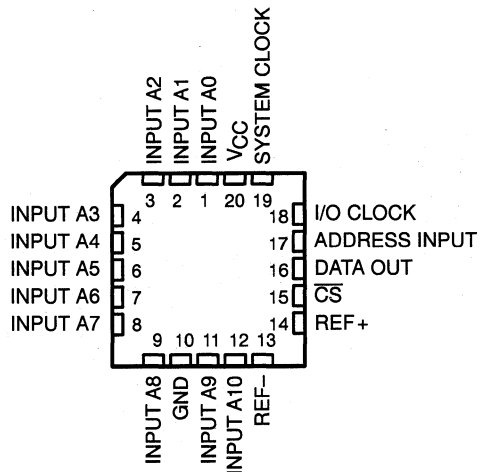 INPUT A2
INPUT A1
INPUT A0
VCC
SYSTEM CLOCK
3 2 1 20 19
INPUT A3 4
INPUT A4 5
INPUT A5 6
INPUT A6 7
INPUT A7 8
18 I/O CLOCK
17 ADDRESS INPUT
16 DATA OUT
15 C̅S̅
14 REF+
9 10 11 12 13
INPUT A8
GND
INPUT A9
INPUT A10
REF–